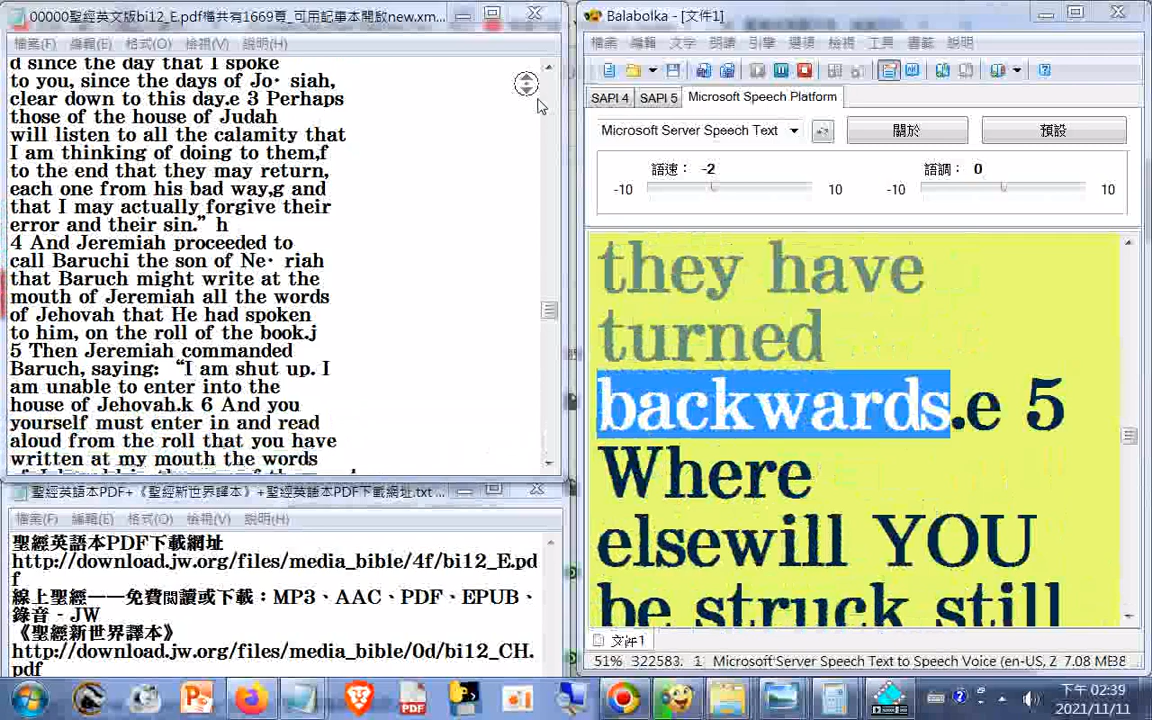 00000聖經英文版bi12_E.pdf檔共有1669頁_可用記事本開啟new.xm...
檔案(F) 編輯(E) 格式(O) 檢視(V) 說明(H)
d since the day that I spoke
to you, since the days of Jo· siah,
clear down to this day.e 3 Perhaps
those of the house of Judah
will listen to all the calamity that
I am thinking of doing to them,f
to the end that they may return,
each one from his bad way,g and
that I may actually forgive their
error and their sin.” h
4 And Jeremiah proceeded to
call Baruchi the son of Ne· riah
that Baruch might write at the
mouth of Jeremiah all the words
of Jehovah that He had spoken
to him, on the roll of the book.j
5 Then Jeremiah commanded
Baruch, saying: “I am shut up. I
am unable to enter into the
house of Jehovah.k 6 And you
yourself must enter in and read
aloud from the roll that you have
written at my mouth the words
聖經英語本PDF+《聖經新世界譯本》+聖經英語本PDF下載網址.txt ...
檔案(F) 編輯(E) 格式(O) 檢視(V) 說明(H)
聖經英語本PDF下載網址
http://download.jw.org/files/media_bible/4f/bi12_E.pd
f
線上聖經——免費閱讀或下載：MP3、AAC、PDF、EPUB、
錄音 - JW
《聖經新世界譯本》
http://download.jw.org/files/media_bible/0d/bi12_CH.
pdf
Balabolka - [文件1]
檔案 編輯 文字 朗讀 引擎 選項 檢視 工具 書籤 說明
SAPI 4 SAPI 5 Microsoft Speech Platform
Microsoft Server Speech Text 關於 預設
語速： -2 語調： 0
-10 10 -10 10
they have
turned
backwards.e 5
Where
elsewill YOU
be struck still
文件1
51% 322583. 1 Microsoft Server Speech Text to Speech Voice (en-US, Z 7.08 MB
下午 02:39
2021/11/11